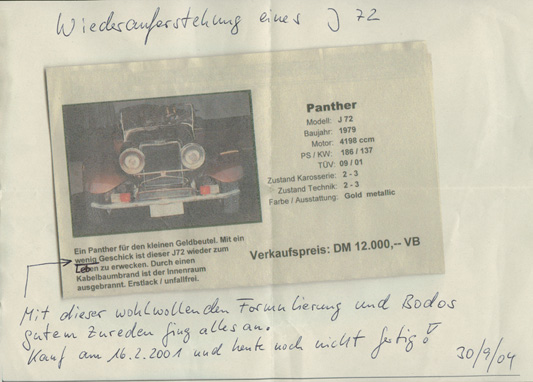 Wiederauferstehung eines J 72
Panther
Modell: J 72
Baujahr: 1979
Motor: 4198 ccm
PS / KW: 186 / 137
TÜV: 09 / 01
Zustand Karosserie: 2 - 3
Zustand Technik: 2 - 3
Farbe / Ausstattung: Gold metallic
Ein Panther für den kleinen Geldbeutel. Mit ein
wenig Geschick ist dieser J72 wieder zum
Leben zu erwecken. Durch einen
Kabelbaumbrand ist der Innenraum
ausgebrannt. Erstlack / unfallfrei.
Verkaufspreis: DM 12.000,-- VB
Mit dieser wohlwollenden Formulierung und Bodos
gutem Zureden fing alles an.
Kauf am 16.2.2001 und heute noch nicht fertig!
30/9/04